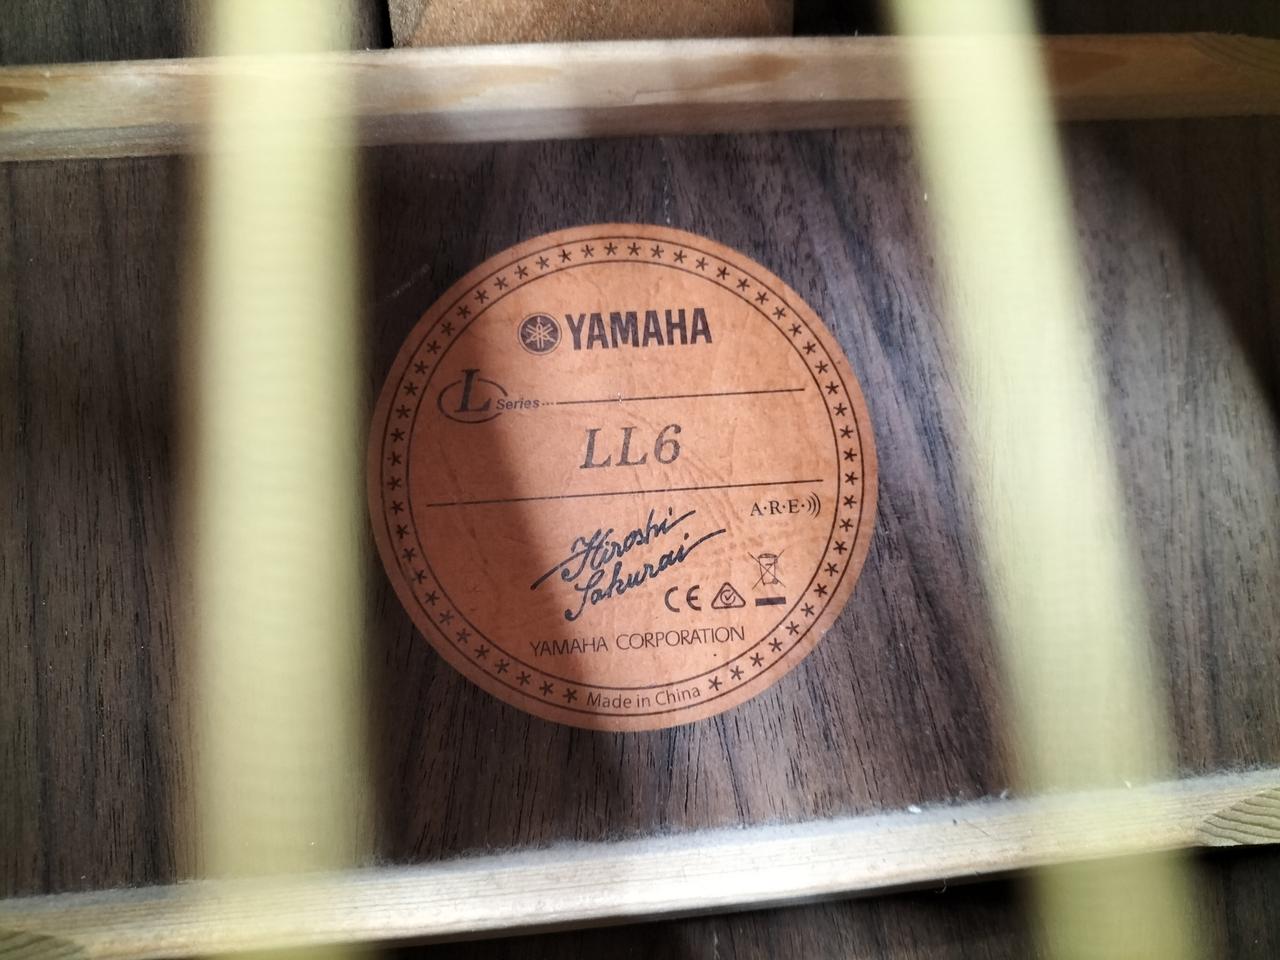 YAMAHA
L Series
LL6
A·R·E·
Hiroshi
Sakurai
CE
YAMAHA CORPORATION
Made in China